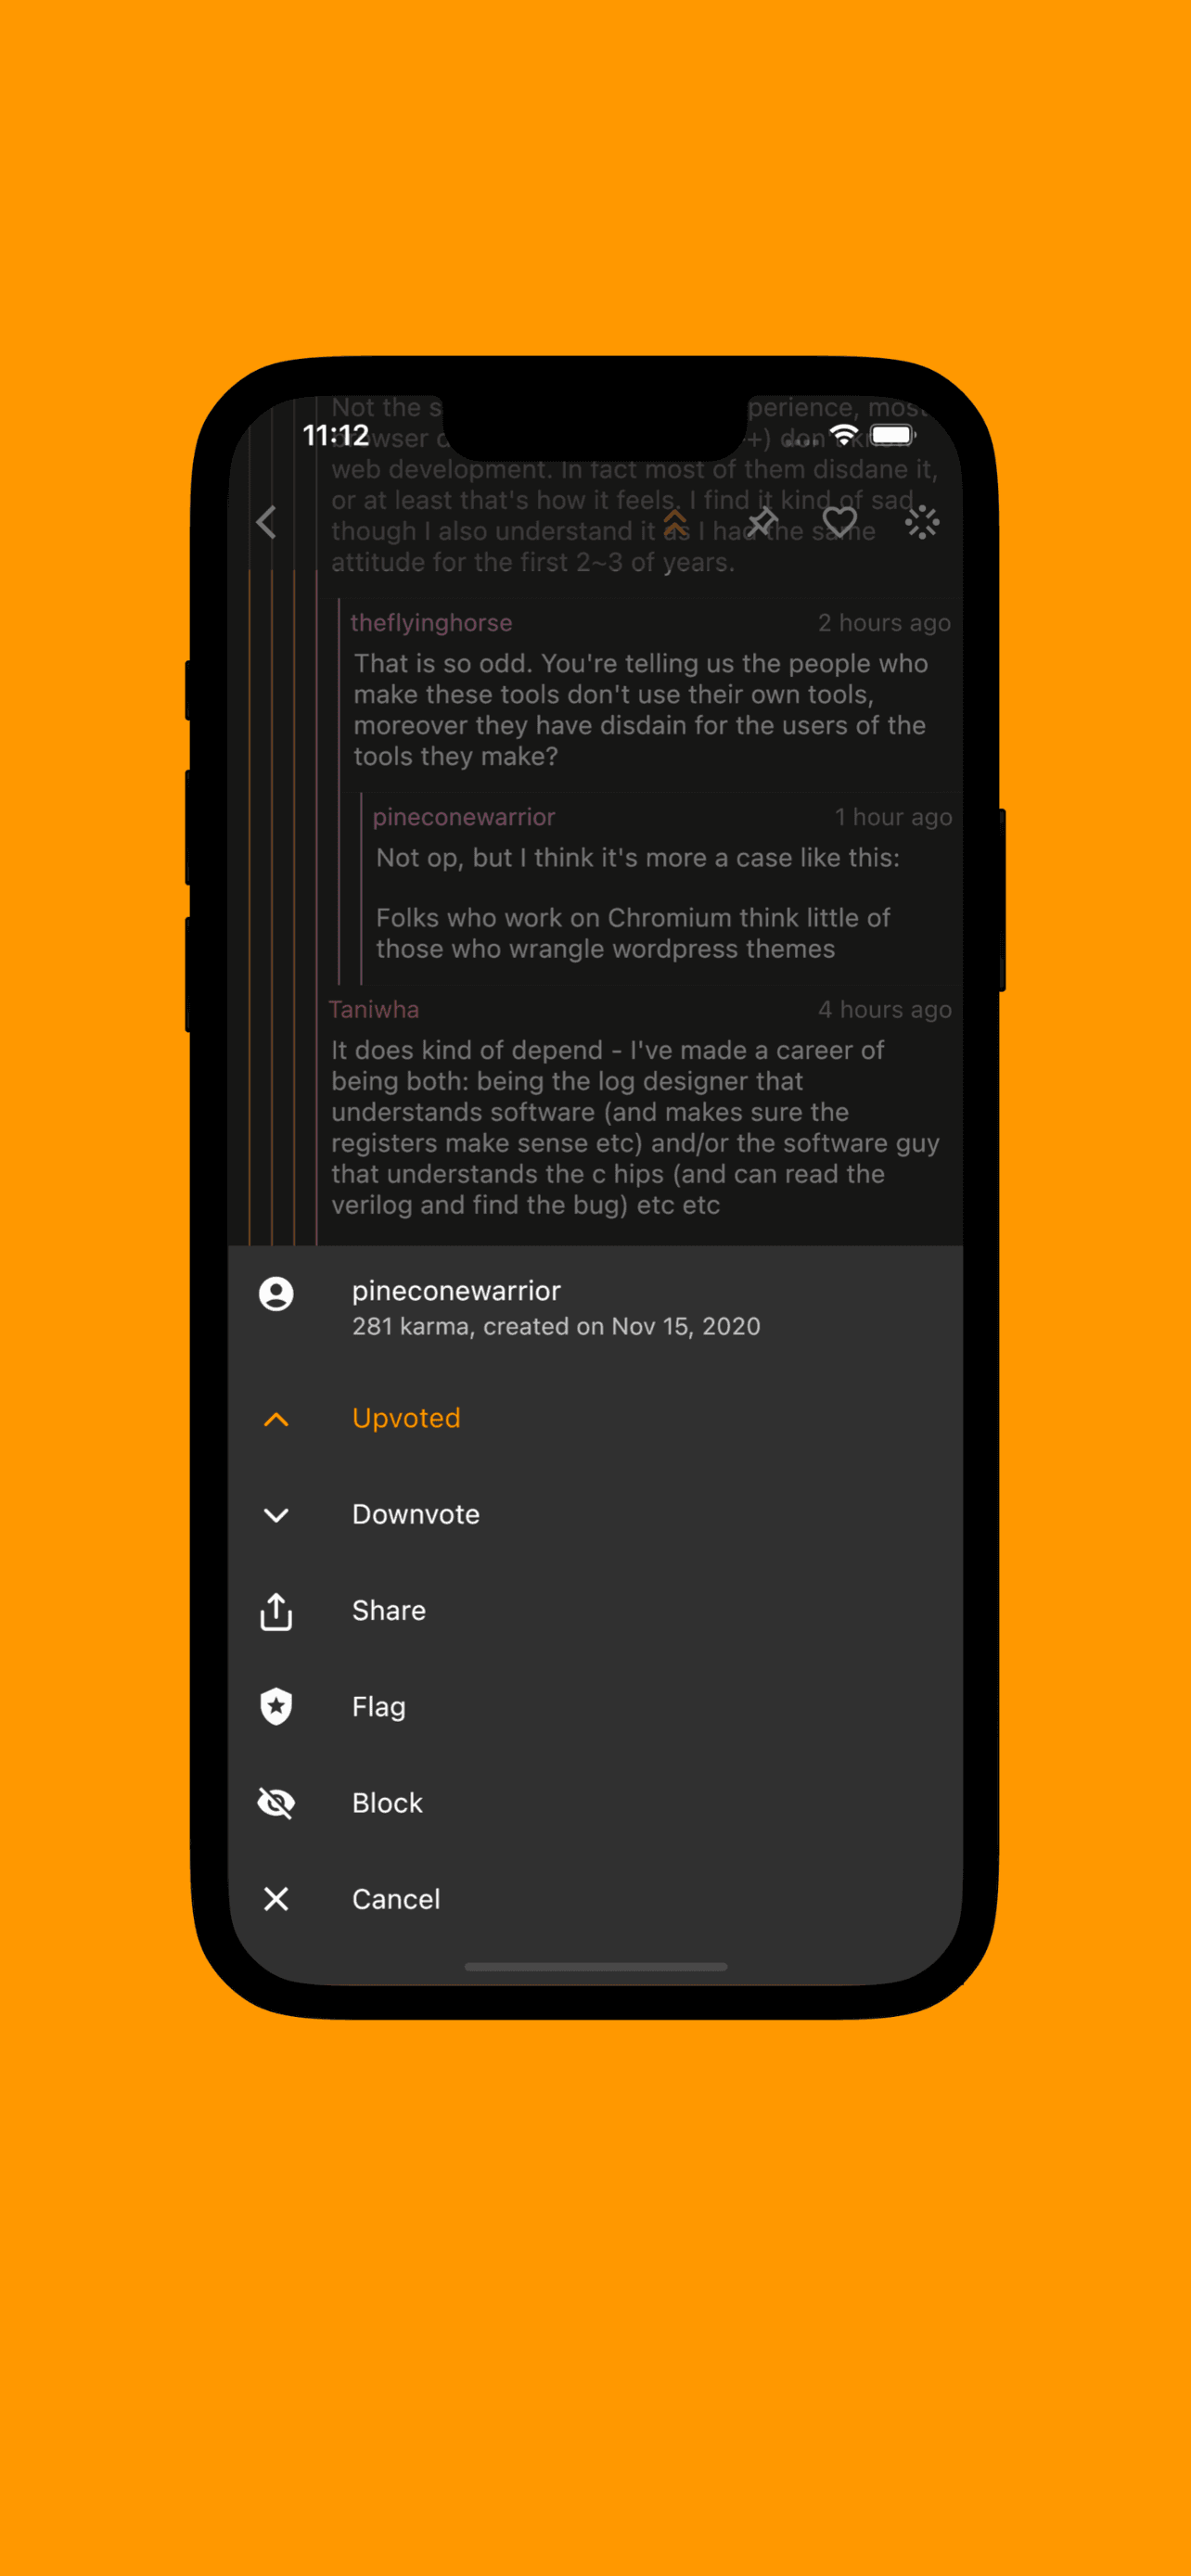 Not the s perience, most
11:12
wser ++) don't know
web development. In fact most of them disdane it,
or at least that's how it feels. I find it kind of sad
though I also understand it as I had the same
attitude for the first 2~3 of years.
theflyinghorse 2 hours ago
That is so odd. You're telling us the people who
make these tools don't use their own tools,
moreover they have disdain for the users of the
tools they make?
pineconewarrior 1 hour ago
Not op, but I think it's more a case like this:
Folks who work on Chromium think little of
those who wrangle wordpress themes
Taniwha 4 hours ago
It does kind of depend - I've made a career of
being both: being the log designer that
understands software (and makes sure the
registers make sense etc) and/or the software guy
that understands the c hips (and can read the
verilog and find the bug) etc etc
pineconewarrior
281 karma, created on Nov 15, 2020
Upvoted
Downvote
Share
Flag
Block
Cancel